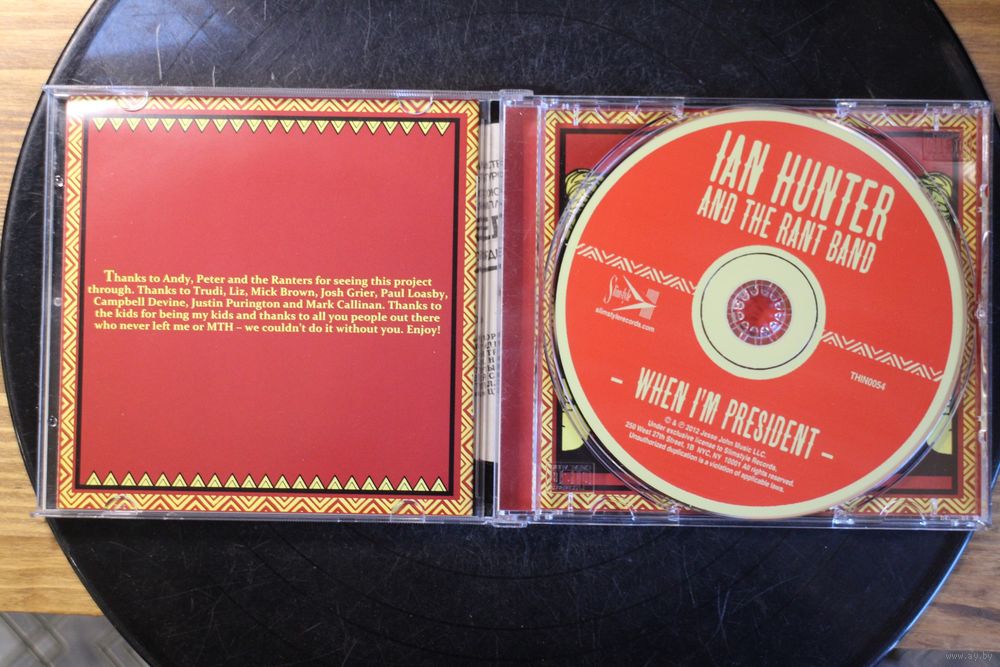 Thanks to Andy, Peter and the Ranters for seeing this project
through. Thanks to Trudi, Liz, Mick Brown, Josh Grier, Paul Loasby,
Campbell Devine, Justin Purington and Mark Callinan. Thanks to
the kids for being my kids and thanks to all you people out there
who never left me or MTH – we couldn't do it without you. Enjoy!
IAN HUNTER
AND THE RANT BAND
Slimstyle
slimstylerecords.com
THIN0054
– WHEN I'M PRESIDENT –
© & ℗ 2012 Jesse John Music LLC.
Under exclusive license to Slimstyle Records,
250 West 27th Street, 1B NYC, NY 10001 All rights reserved.
Unauthorized duplication is a violation of applicable laws.
www.ay.by